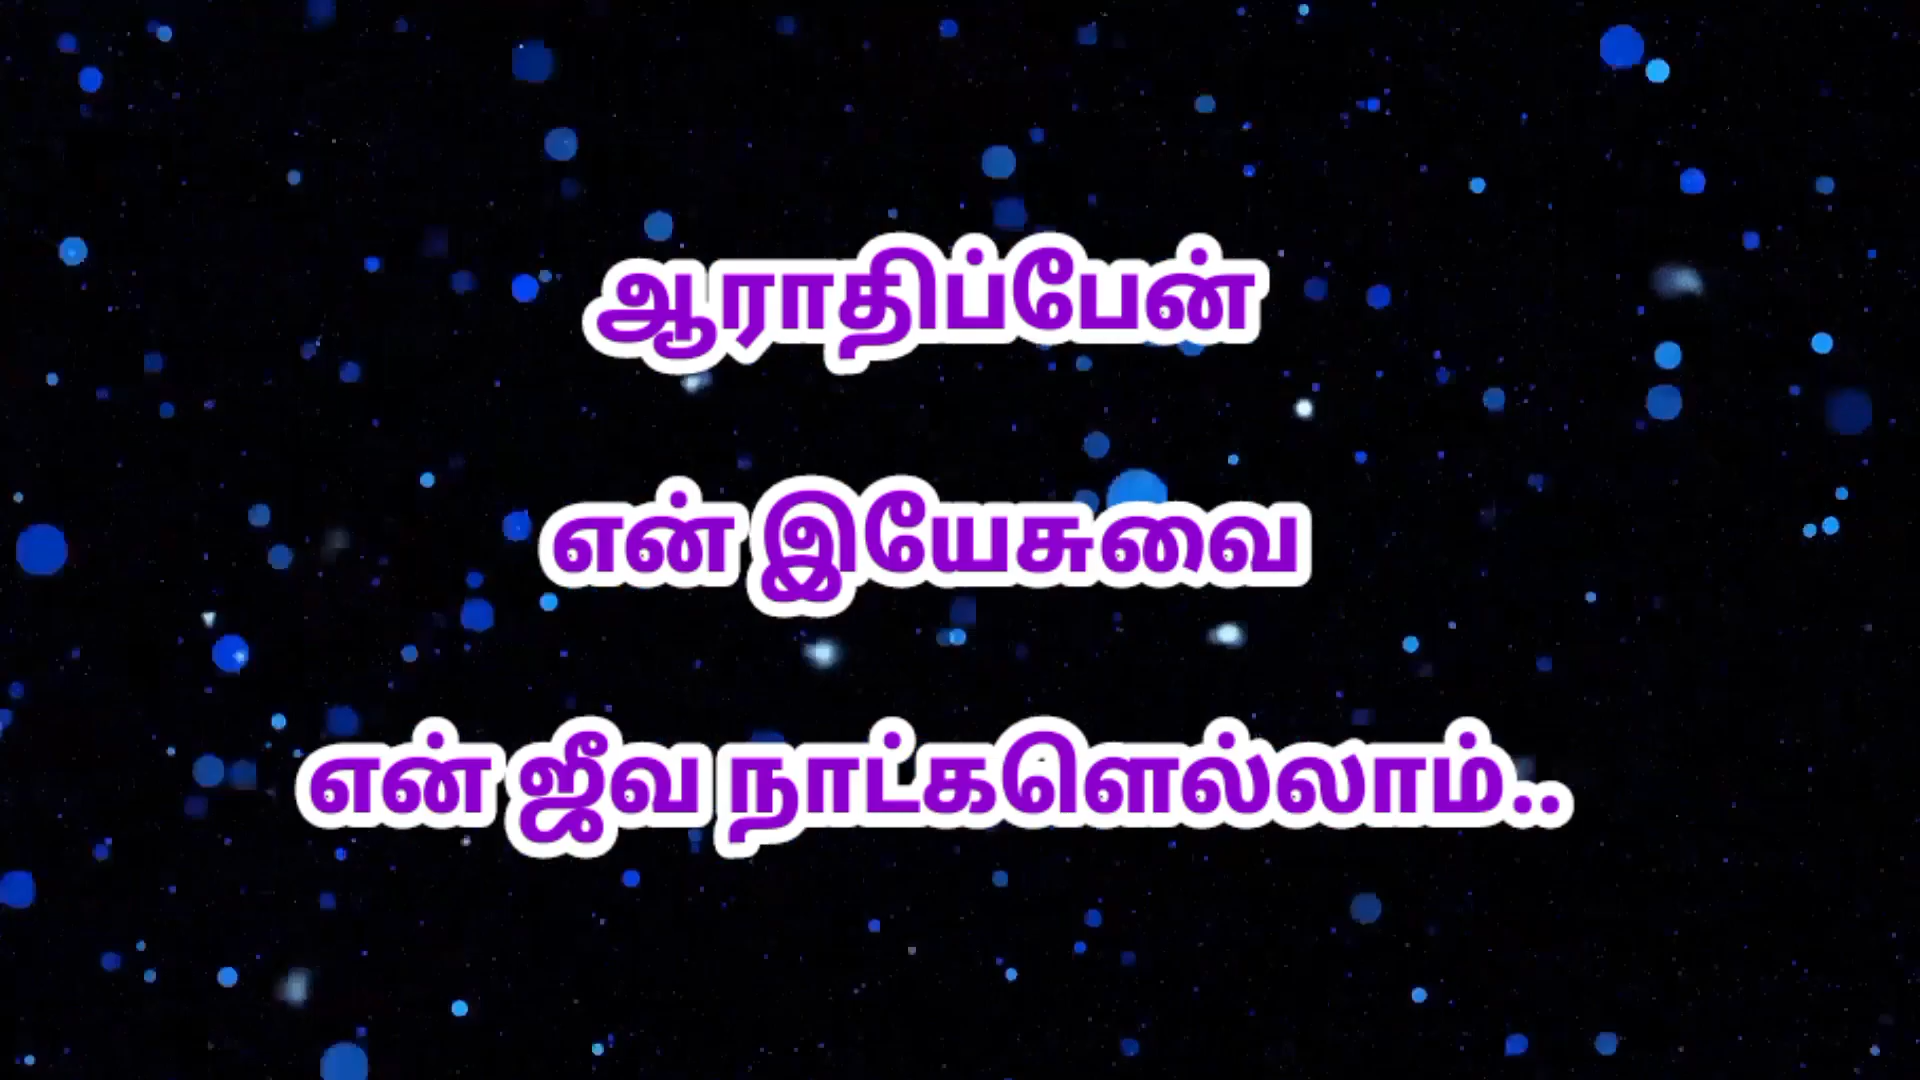 ஆராதிப்பேன்
என் இயேசுவை
என் ஜீவ நாட்களெல்லாம்..